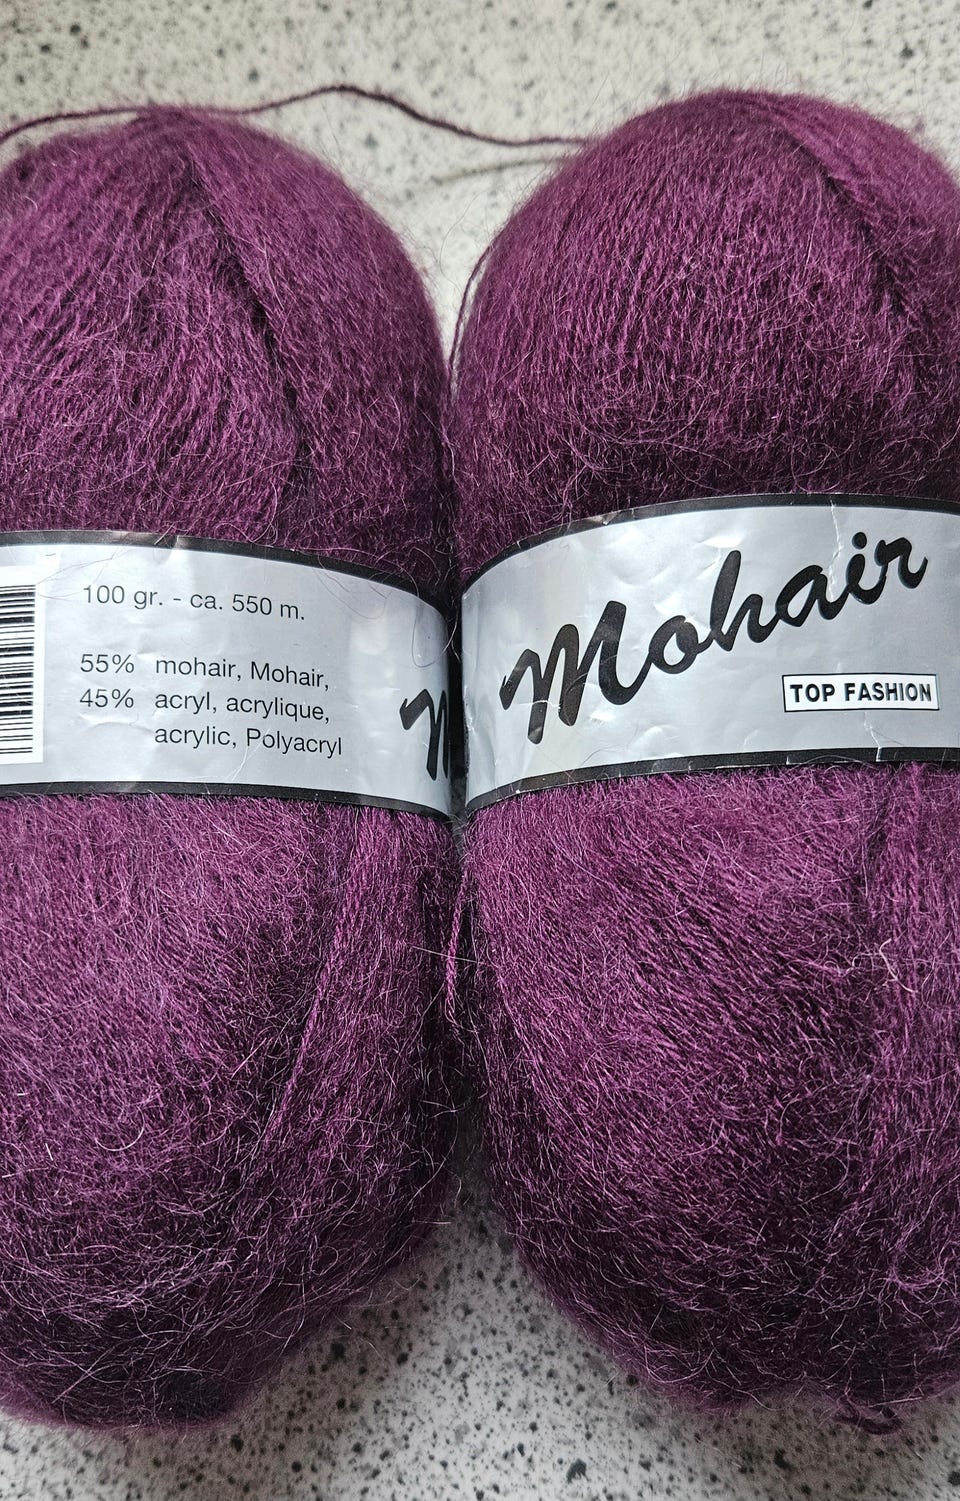 100 gr. - ca. 550 m.
55% mohair, Mohair,
45% acryl, acrylique,
acrylic, Polyacryl
Mohair
TOP FASHION